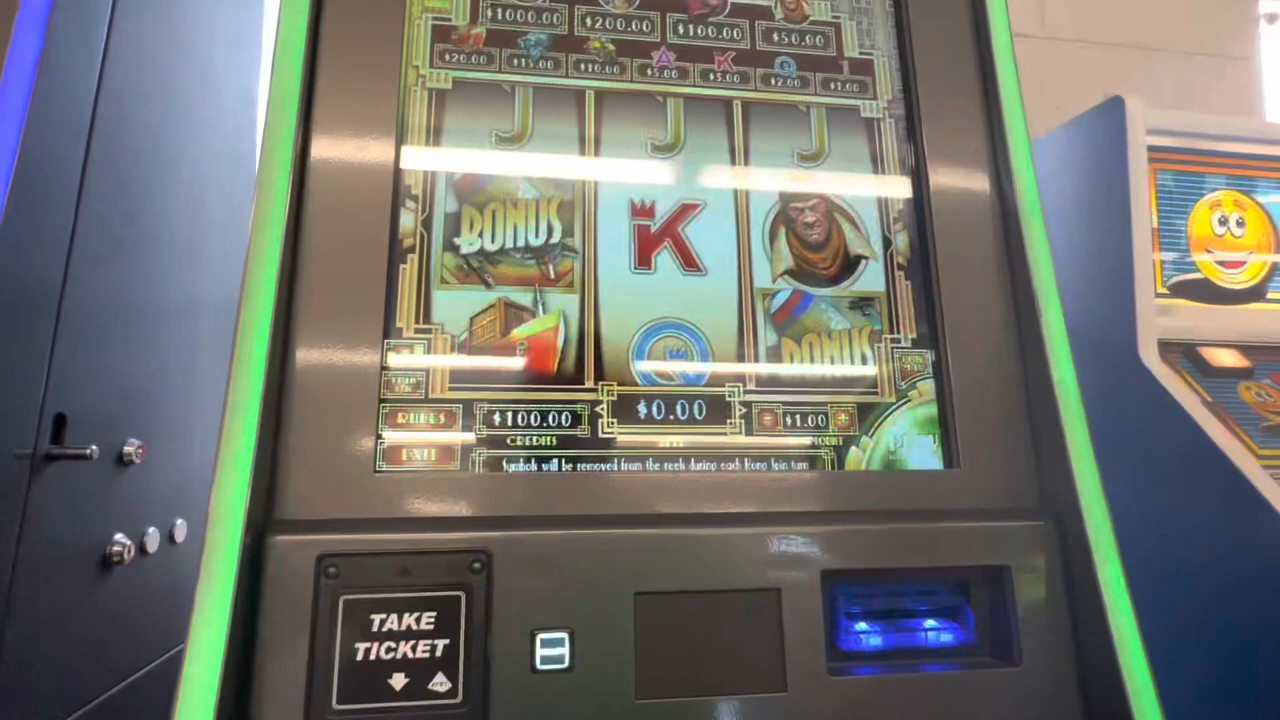 $1000.00 $200.00 $100.00 $50.00
$20.00 $15.00 $10.00 $5.00 $3.00 $2.00 $1.00
A K Q J
J J J
BONUS K
Q BONUS
RULES $100.00 $0.00 $1.00
CREDITS
EXIT
Symbols will be removed from the reels during each Kong Spin turn
TAKE
TICKET